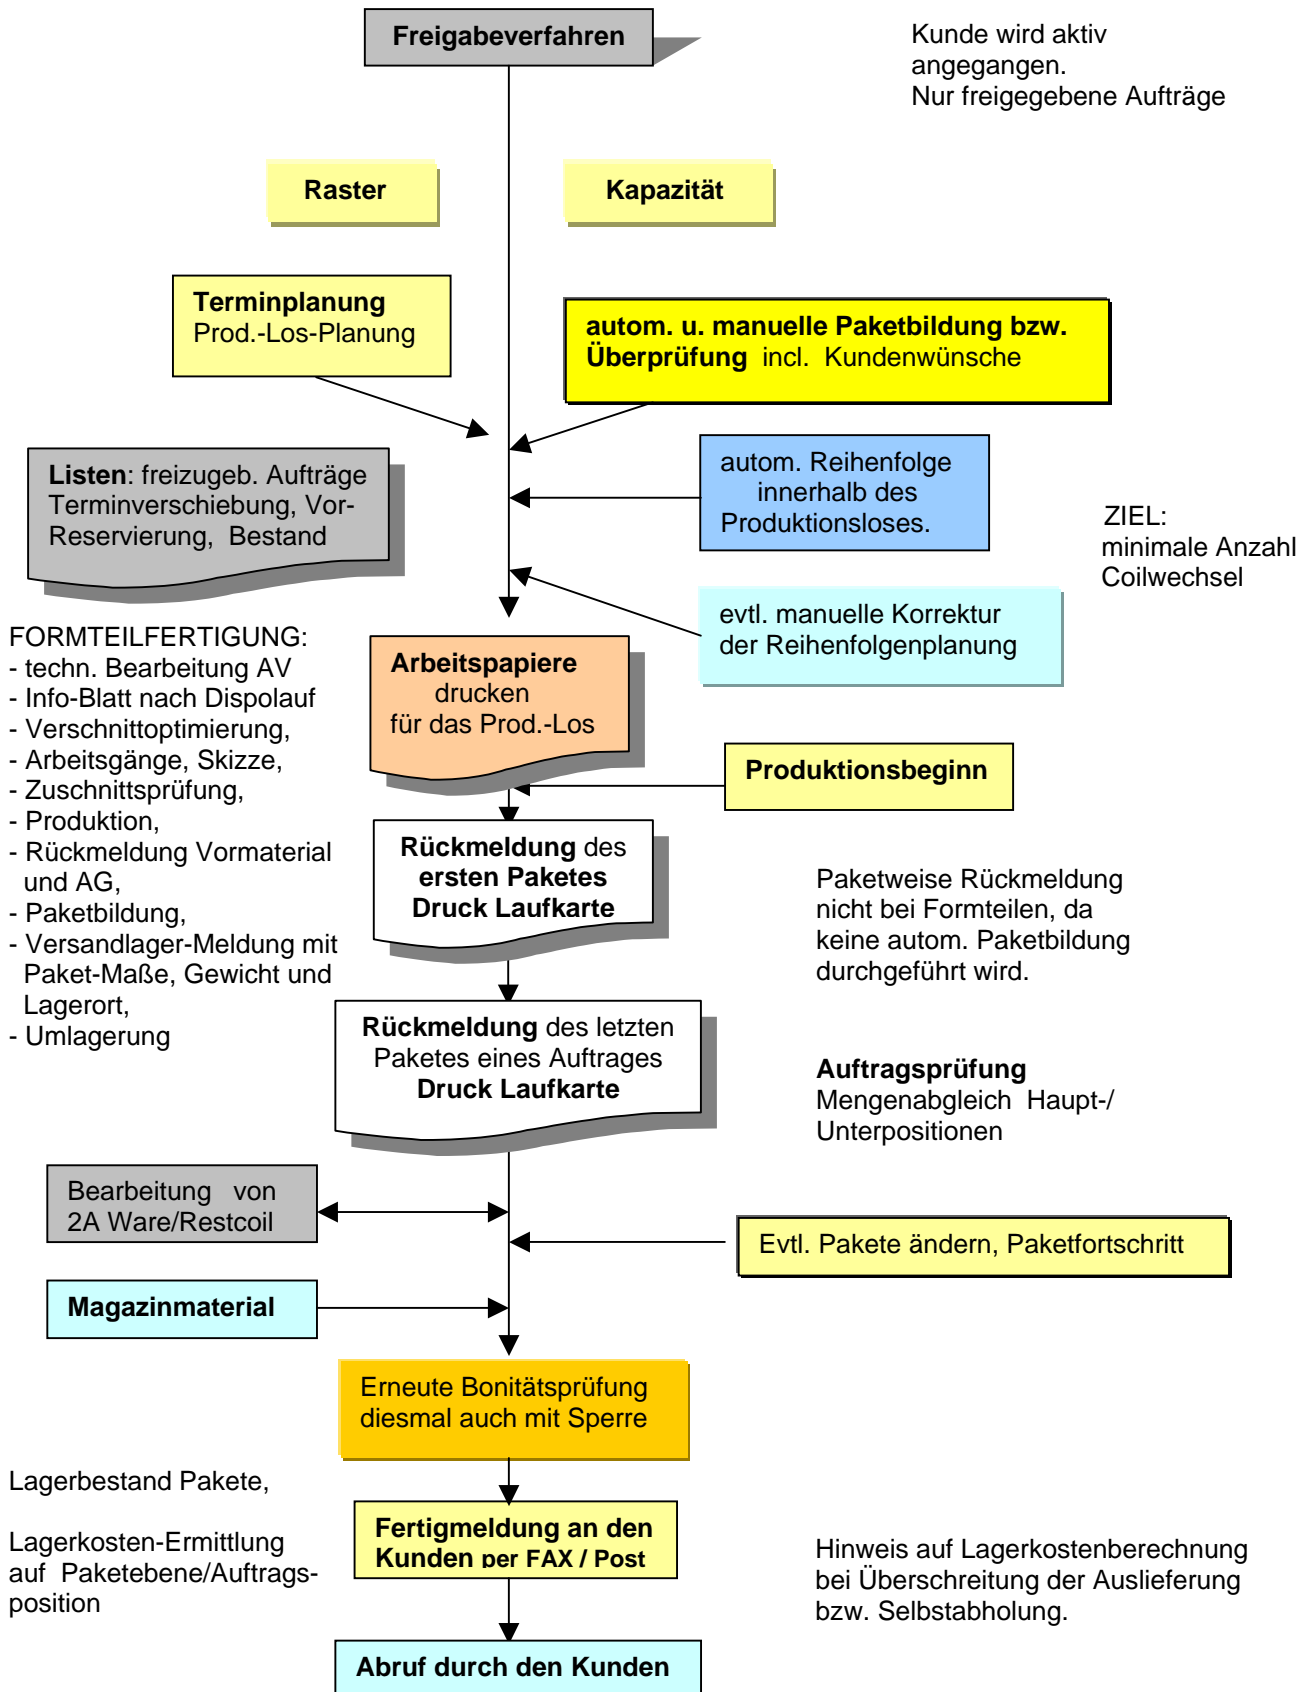 Freigabeverfahren
Kunde wird aktiv
angegangen.
Nur freigegebene Aufträge
Raster
Kapazität
Terminplanung
Prod.-Los-Planung
autom. u. manuelle Paketbildung bzw.
Überprüfung incl. Kundenwünsche
Listen: freizugeb. Aufträge
Terminverschiebung, Vor-
Reservierung, Bestand
autom. Reihenfolge
innerhalb des
Produktionsloses.
ZIEL:
minimale Anzahl
Coilwechsel
evtl. manuelle Korrektur
der Reihenfolgenplanung
FORMTEILFERTIGUNG:
- techn. Bearbeitung AV
- Info-Blatt nach Dispolauf
- Verschnittoptimierung,
- Arbeitsgänge, Skizze,
- Zuschnittsprüfung,
- Produktion,
- Rückmeldung Vormaterial
und AG,
- Paketbildung,
- Versandlager-Meldung mit
Paket-Maße, Gewicht und
Lagerort,
- Umlagerung
Arbeitspapiere
drucken
für das Prod.-Los
Produktionsbeginn
Rückmeldung des
ersten Paketes
Druck Laufkarte
Paketweise Rückmeldung
nicht bei Formteilen, da
keine autom. Paketbildung
durchgeführt wird.
Rückmeldung des letzten
Paketes eines Auftrages
Druck Laufkarte
Auftragsprüfung
Mengenabgleich Haupt-/
Unterpositionen
Bearbeitung von
2A Ware/Restcoil
Evtl. Pakete ändern, Paketfortschritt
Magazinmaterial
Erneute Bonitätsprüfung
diesmal auch mit Sperre
Lagerbestand Pakete,
Lagerkosten-Ermittlung
auf Paketebene/Auftrags-
position
Fertigmeldung an den
Kunden per FAX / Post
Hinweis auf Lagerkostenberechnung
bei Überschreitung der Auslieferung
bzw. Selbstabholung.
Abruf durch den Kunden